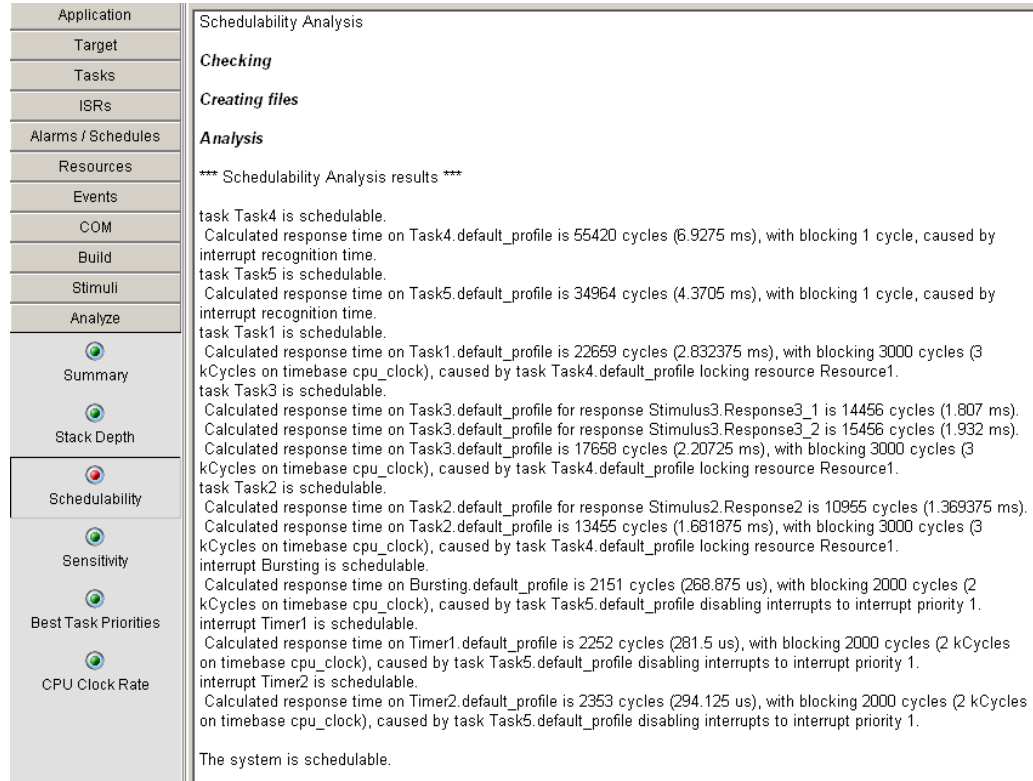 Application
Target
Tasks
ISRs
Alarms / Schedules
Resources
Events
COM
Build
Stimuli
Analyze
Summary
Stack Depth
Schedulability
Sensitivity
Best Task Priorities
CPU Clock Rate
Schedulability Analysis
Checking
Creating files
Analysis
*** Schedulability Analysis results ***
task Task4 is schedulable.
Calculated response time on Task4.default_profile is 55420 cycles (6.9275 ms), with blocking 1 cycle, caused by
interrupt recognition time.
task Task5 is schedulable.
Calculated response time on Task5.default_profile is 34964 cycles (4.3705 ms), with blocking 1 cycle, caused by
interrupt recognition time.
task Task1 is schedulable.
Calculated response time on Task1.default_profile is 22659 cycles (2.832375 ms), with blocking 3000 cycles (3
kCycles on timebase cpu_clock), caused by task Task4.default_profile locking resource Resource1.
task Task3 is schedulable.
Calculated response time on Task3.default_profile for response Stimulus3.Response3_1 is 14456 cycles (1.807 ms).
Calculated response time on Task3.default_profile for response Stimulus3.Response3_2 is 15456 cycles (1.932 ms).
Calculated response time on Task3.default_profile is 17658 cycles (2.20725 ms), with blocking 3000 cycles (3
kCycles on timebase cpu_clock), caused by task Task4.default_profile locking resource Resource1.
task Task2 is schedulable.
Calculated response time on Task2.default_profile for response Stimulus2.Response2 is 10955 cycles (1.369375 ms).
Calculated response time on Task2.default_profile is 13455 cycles (1.681875 ms), with blocking 3000 cycles (3
kCycles on timebase cpu_clock), caused by task Task4.default_profile locking resource Resource1.
interrupt Bursting is schedulable.
Calculated response time on Bursting.default_profile is 2151 cycles (268.875 us), with blocking 2000 cycles (2
kCycles on timebase cpu_clock), caused by task Task5.default_profile disabling interrupts to interrupt priority 1.
interrupt Timer1 is schedulable.
Calculated response time on Timer1.default_profile is 2252 cycles (281.5 us), with blocking 2000 cycles (2 kCycles
on timebase cpu_clock), caused by task Task5.default_profile disabling interrupts to interrupt priority 1.
interrupt Timer2 is schedulable.
Calculated response time on Timer2.default_profile is 2353 cycles (294.125 us), with blocking 2000 cycles (2 kCycles
on timebase cpu_clock), caused by task Task5.default_profile disabling interrupts to interrupt priority 1.
The system is schedulable.